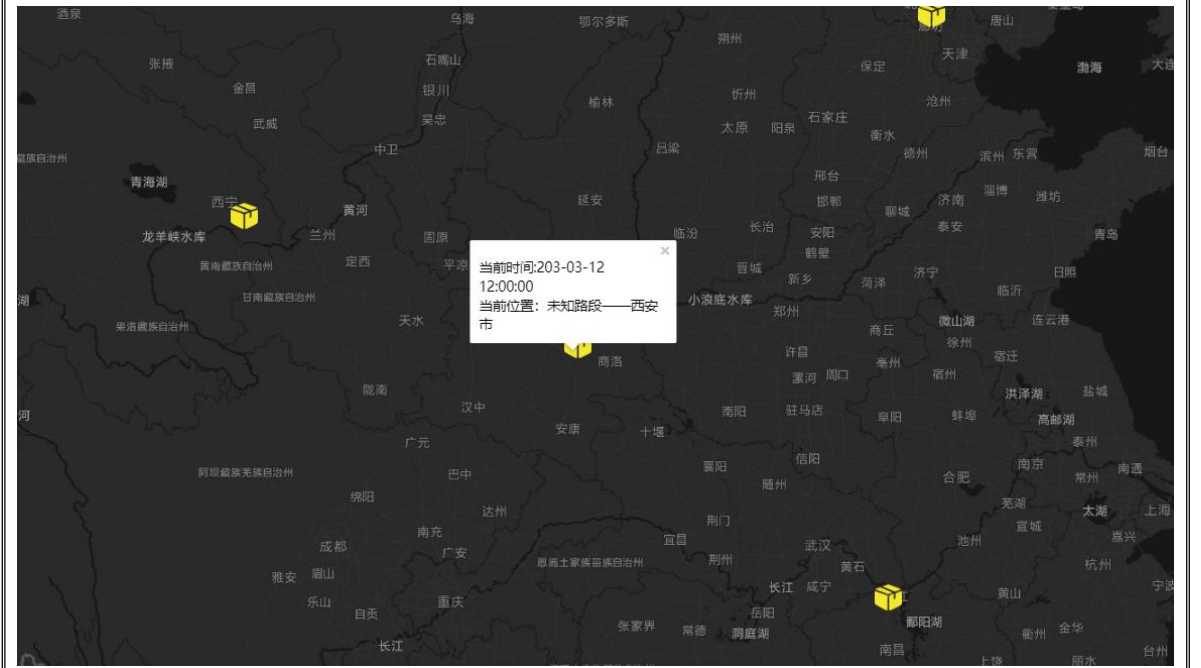 酒泉
乌海
鄂尔多斯
唐山
朔州
天津
张掖
石嘴山
保定
渤海
金昌
银川
榆林
忻州
沧州
武威
吴忠
太原
阳泉
石家庄
衡水
中卫
吕梁
德州
滨州
东营
烟台
藏族自治州
青海湖
邢台
西宁
延安
邯郸
济南
淄博
潍坊
黄河
聊城
龙羊峡水库
兰州
固原
临汾
长治
安阳
泰安
青岛
鹤壁
黄南藏族自治州
定西
平凉
晋城
新乡
菏泽
济宁
日照
当前时间:203-03-12
12:00:00
当前位置：未知路段——西安
市
湖
甘南藏族自治州
小浪底水库
郑州
临沂
果洛藏族自治州
天水
商丘
微山湖
连云港
徐州
商洛
许昌
亳州
宿迁
漯河
周口
宿州
陇南
洪泽湖
盐城
河
汉中
南阳
驻马店
阜阳
蚌埠
高邮湖
安康
十堰
广元
泰州
阿坝藏族羌族自治州
巴中
襄阳
信阳
南京
南通
绵阳
随州
合肥
常州
达州
荆门
芜湖
太湖
上海
南充
宜昌
宣城
嘉兴
成都
广安
恩施土家族苗族自治州
荆州
武汉
池州
黄石
杭州
雅安
眉山
长江
咸宁
黄山
宁波
乐山
自贡
重庆
岳阳
鄱阳湖
张家界
常德
洞庭湖
衢州
金华
长江
南昌
台州
上饶
丽水